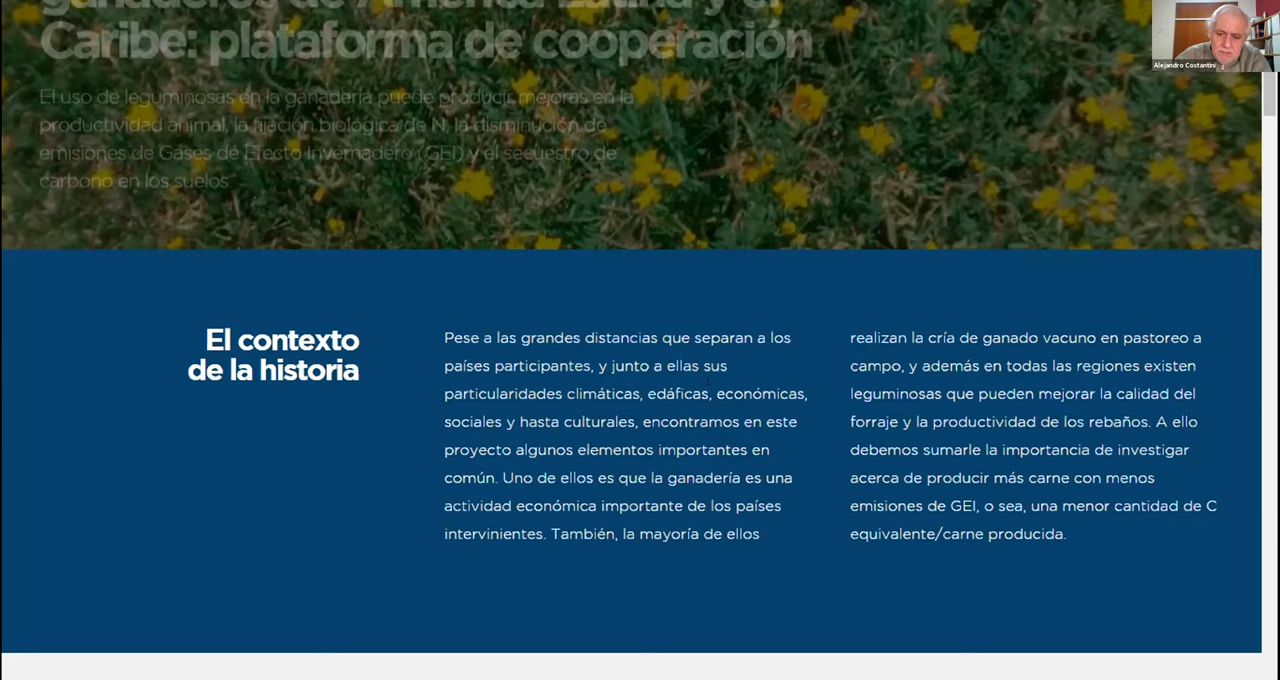 ganaderos de América Latina y el
Caribe: plataforma de cooperación
El uso de leguminosas en la ganadería puede producir mejoras en la
productividad animal, la fijación biológica de N, la disminución de
emisiones de Gases de Efecto Invernadero (GEI) y el secuestro de
carbono en los suelos
Alejandro Costantini
El contexto
de la historia
Pese a las grandes distancias que separan a los
países participantes, y junto a ellas sus
particularidades climáticas, edáficas, económicas,
sociales y hasta culturales, encontramos en este
proyecto algunos elementos importantes en
común. Uno de ellos es que la ganadería es una
actividad económica importante de los países
intervinientes. También, la mayoría de ellos
realizan la cría de ganado vacuno en pastoreo a
campo, y además en todas las regiones existen
leguminosas que pueden mejorar la calidad del
forraje y la productividad de los rebaños. A ello
debemos sumarle la importancia de investigar
acerca de producir más carne con menos
emisiones de GEI, o sea, una menor cantidad de C
equivalente/carne producida.